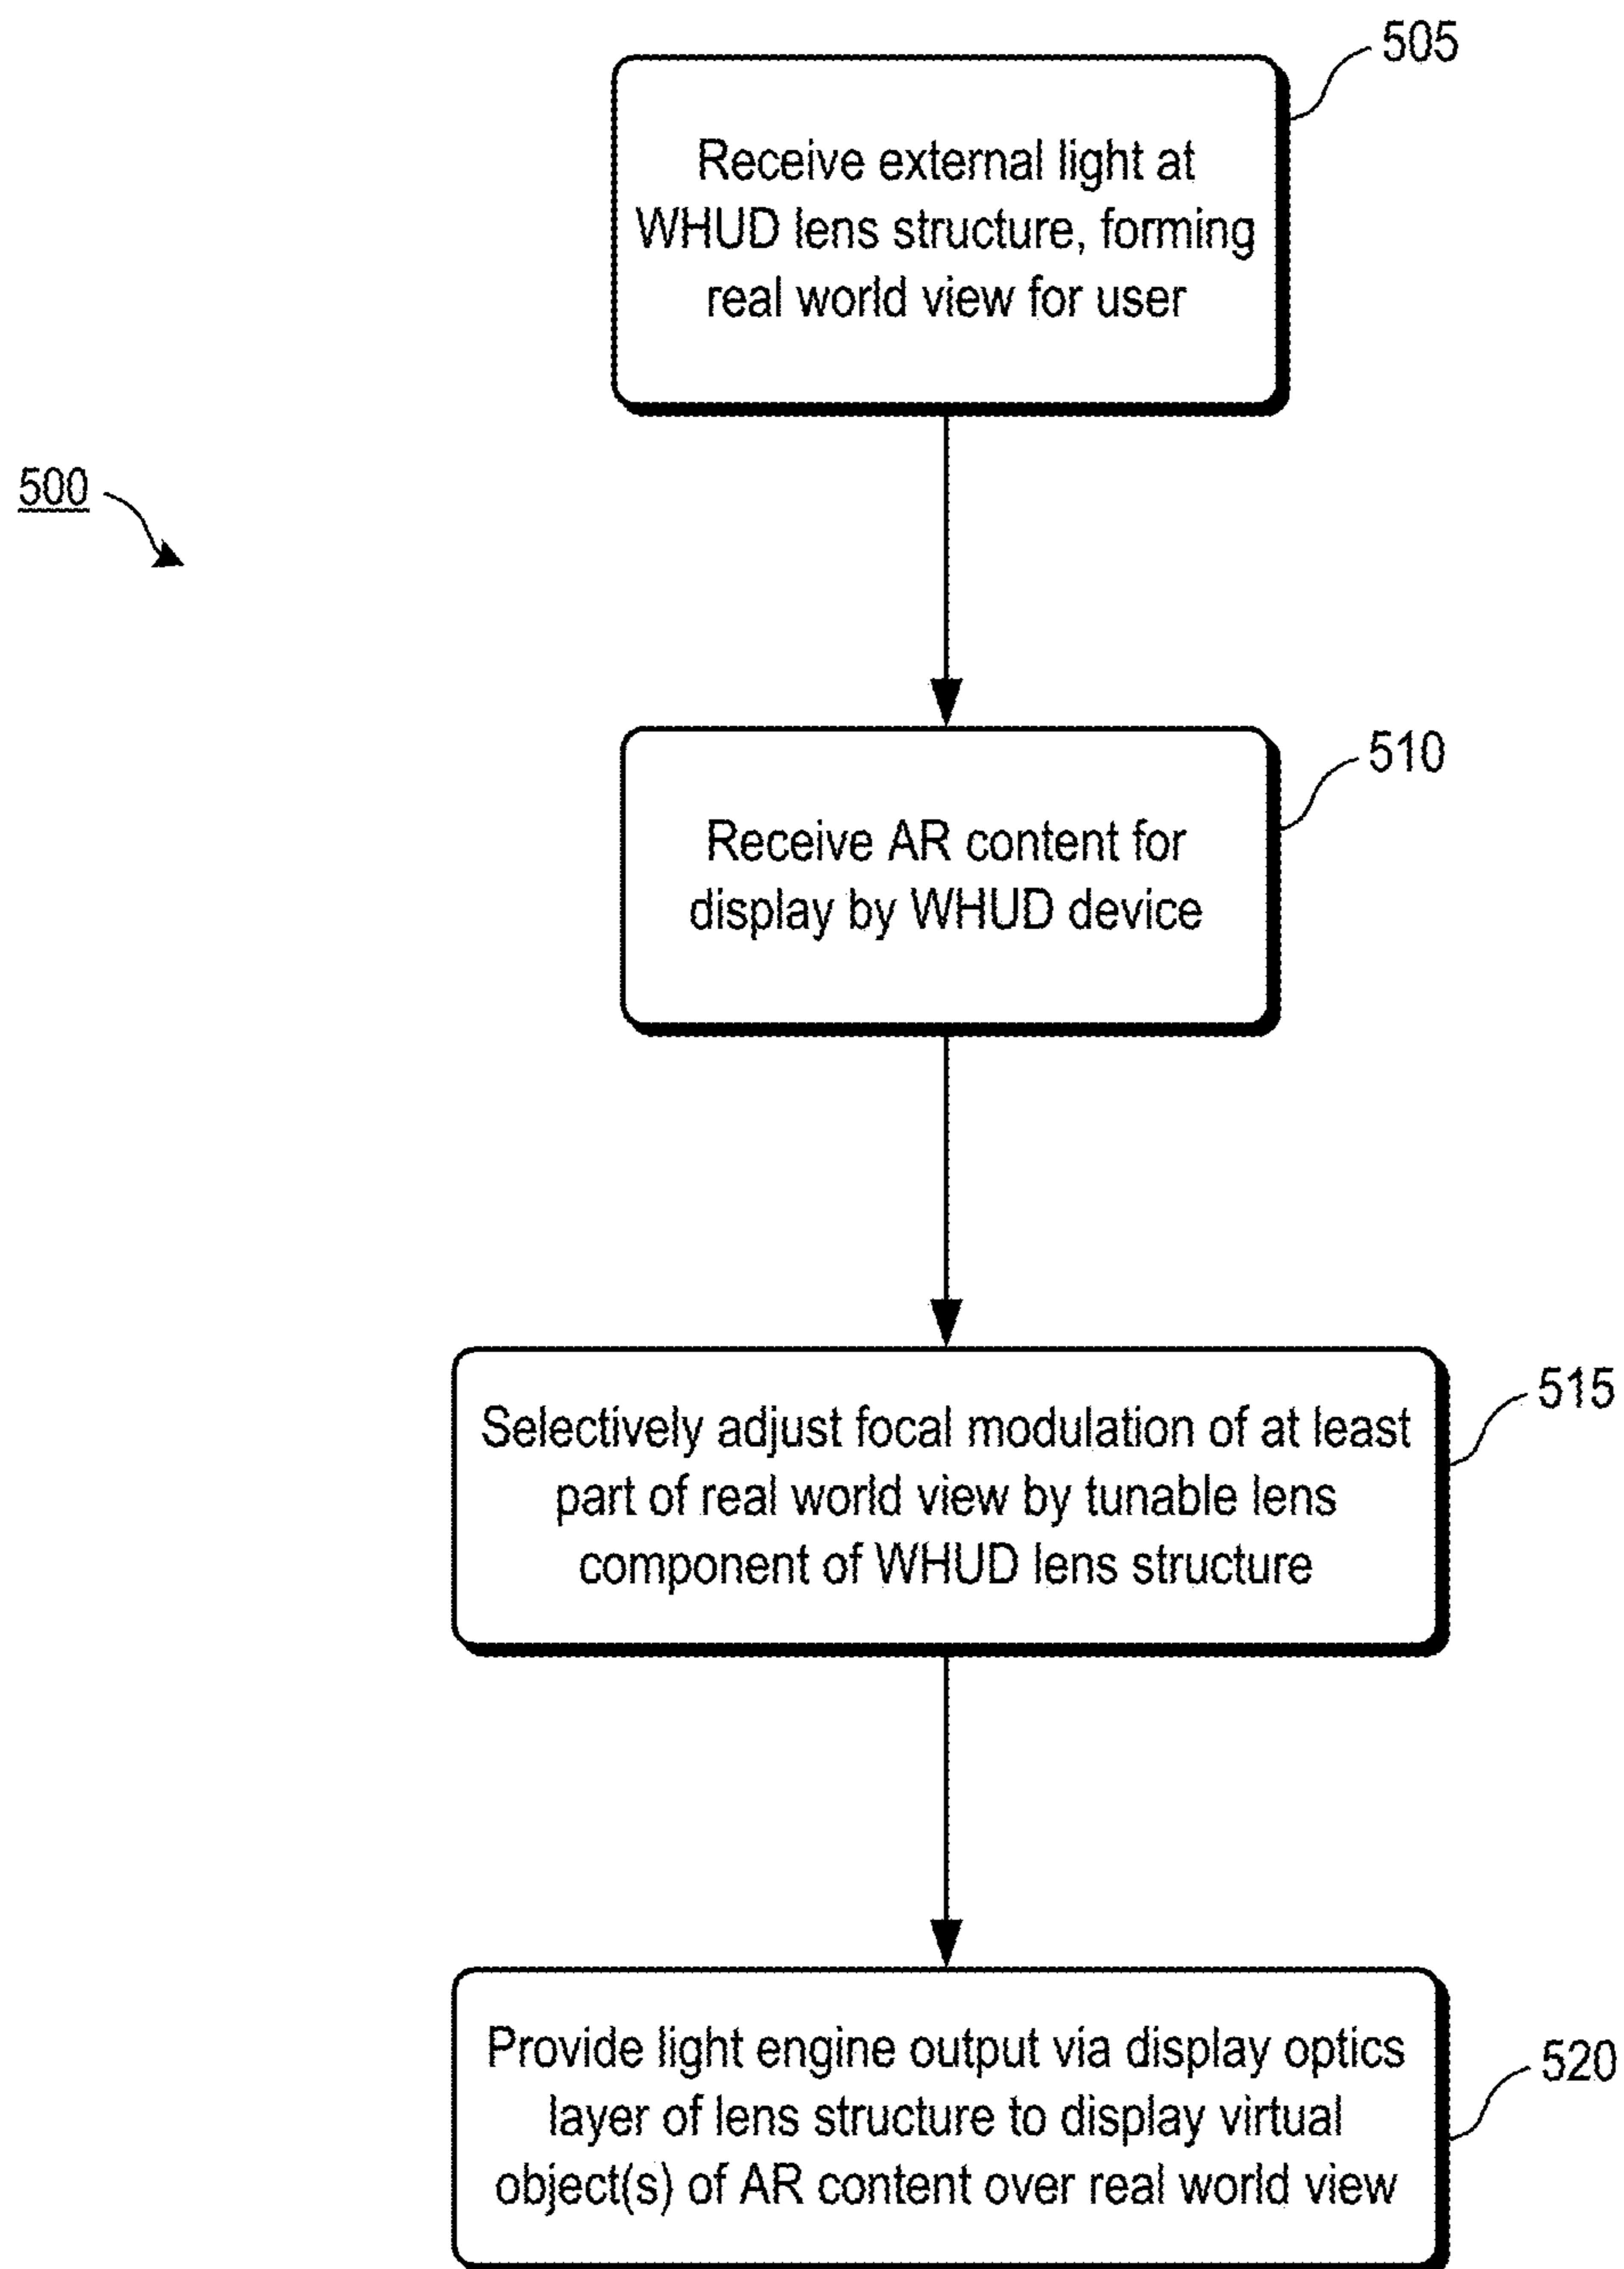 505
Receive external light at
WHUD lens structure, forming
real world view for user
500
510
Receive AR content for
display by WHUD device
515
Selectively adjust focal modulation of at least
part of real world view by tunable lens
component of WHUD lens structure
520
Provide light engine output via display optics
layer of lens structure to display virtual
object(s) of AR content over real world view